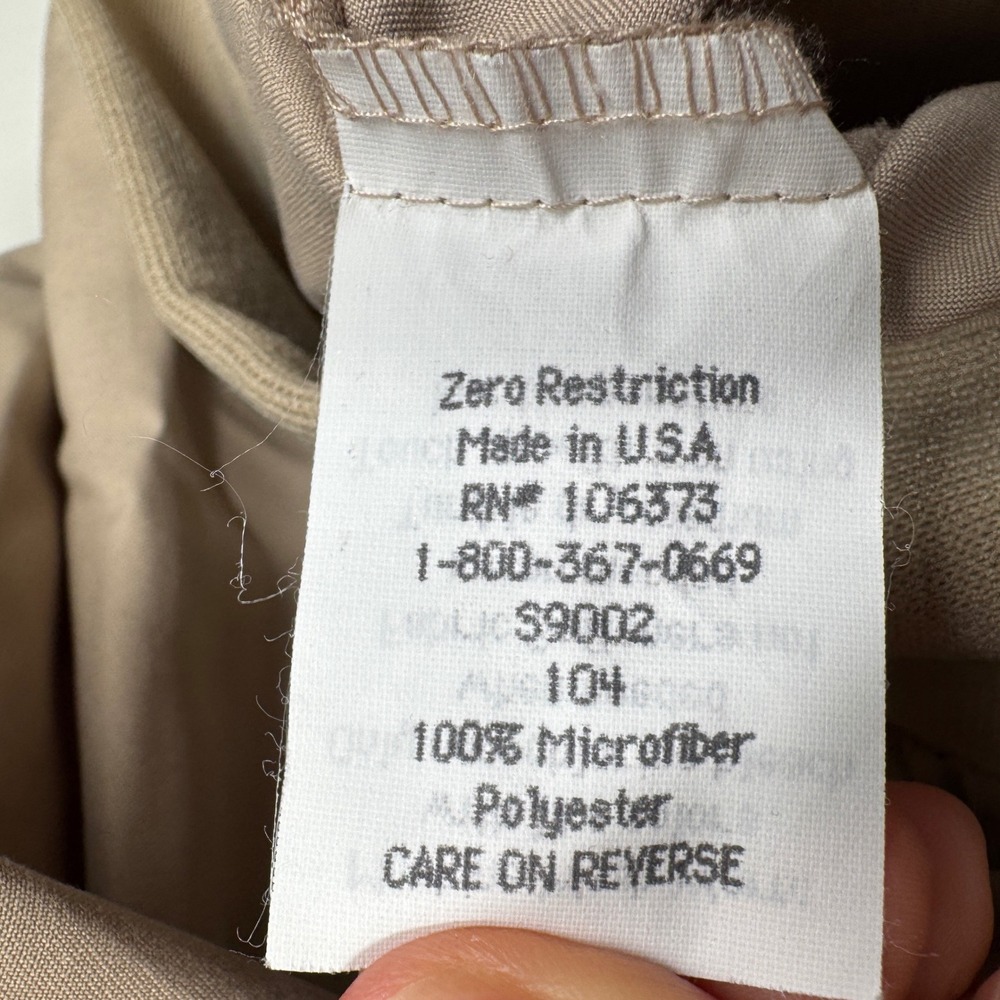 Zero Restriction
Made in U.S.A
RN# 106373
1-800-367-0669
S9002
104
100% Microfiber
Polyester
CARE ON REVERSE